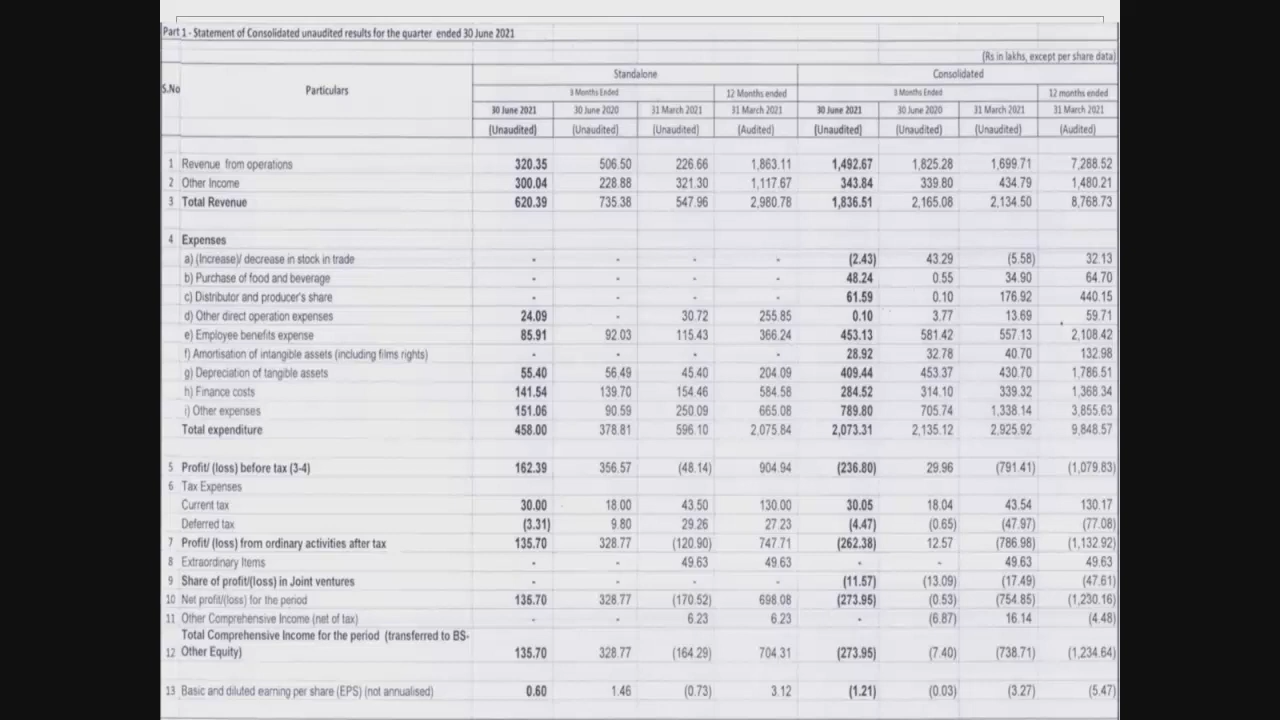 Part 1 - Statement of Consolidated unaudited results for the quarter ended 30 June 2021
(Rs in lakhs, except per share data)
S.No Particulars Standalone Consolidated
3 Months Ended 12 Months ended 3 Months Ended 12 months ended
30 June 2021 30 June 2020 31 March 2021 31 March 2021 30 June 2021 30 June 2020 31 March 2021 31 March 2021
(Unaudited) (Unaudited) (Unaudited) (Audited) (Unaudited) (Unaudited) (Unaudited) (Audited)
1 Revenue from operations 320.35 506.50 226.66 1,863.11 1,492.67 1,825.28 1,699.71 7,288.52
2 Other Income 300.04 228.88 321.30 1,117.67 343.84 339.80 434.79 1,480.21
3 Total Revenue 620.39 735.38 547.96 2,980.78 1,836.51 2,165.08 2,134.50 8,768.73
4 Expenses
a) (Increase)/ decrease in stock in trade - - - - (2.43) 43.29 (5.58) 32.13
b) Purchase of food and beverage - - - - 48.24 0.55 34.90 64.70
c) Distributor and producer's share - - - - 61.59 0.10 176.92 440.15
d) Other direct operation expenses 24.09 - 30.72 255.85 0.10 3.77 13.69 59.71
e) Employee benefits expense 85.91 92.03 115.43 366.24 453.13 581.42 557.13 2,108.42
f) Amortisation of intangible assets (including films rights) - - - - 28.92 32.78 40.70 132.98
g) Depreciation of tangible assets 55.40 56.49 45.40 204.09 409.44 453.37 430.70 1,786.51
h) Finance costs 141.54 139.70 154.46 584.58 284.52 314.10 339.32 1,368.34
i) Other expenses 151.06 90.59 250.09 665.08 789.80 705.74 1,338.14 3,855.63
Total expenditure 458.00 378.81 596.10 2,075.84 2,073.31 2,135.12 2,925.92 9,848.57
5 Profit/ (loss) before tax (3-4) 162.39 356.57 (48.14) 904.94 (236.80) 29.96 (791.41) (1,079.83)
6 Tax Expenses
Current tax 30.00 18.00 43.50 130.00 30.05 18.04 43.54 130.17
Deferred tax (3.31) 9.80 29.26 27.23 (4.47) (0.65) (47.97) (77.08)
7 Profit/ (loss) from ordinary activities after tax 135.70 328.77 (120.90) 747.71 (262.38) 12.57 (786.98) (1,132.92)
8 Extraordinary Items - - 49.63 49.63 - - 49.63 49.63
9 Share of profit/(loss) in Joint ventures - - - - (11.57) (13.09) (17.49) (47.61)
10 Net profit/(loss) for the period 135.70 328.77 (170.52) 698.08 (273.95) (0.53) (754.85) (1,230.16)
11 Other Comprehensive Income (net of tax) - - 6.23 6.23 - (6.87) 16.14 (4.48)
Total Comprehensive Income for the period (transferred to BS-
12 Other Equity) 135.70 328.77 (164.29) 704.31 (273.95) (7.40) (738.71) (1,234.64)
13 Basic and diluted earning per share (EPS) (not annualised) 0.60 1.46 (0.73) 3.12 (1.21) (0.03) (3.27) (5.47)